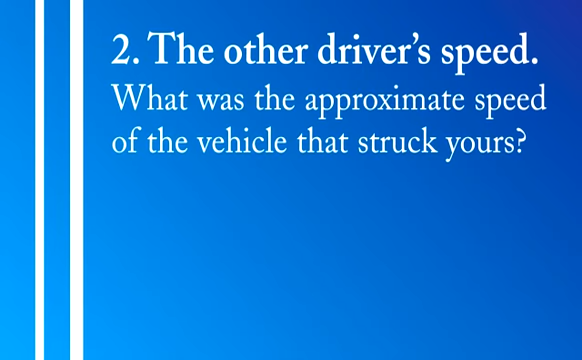 2. The other driver's speed.
What was the approximate speed
of the vehicle that struck yours?